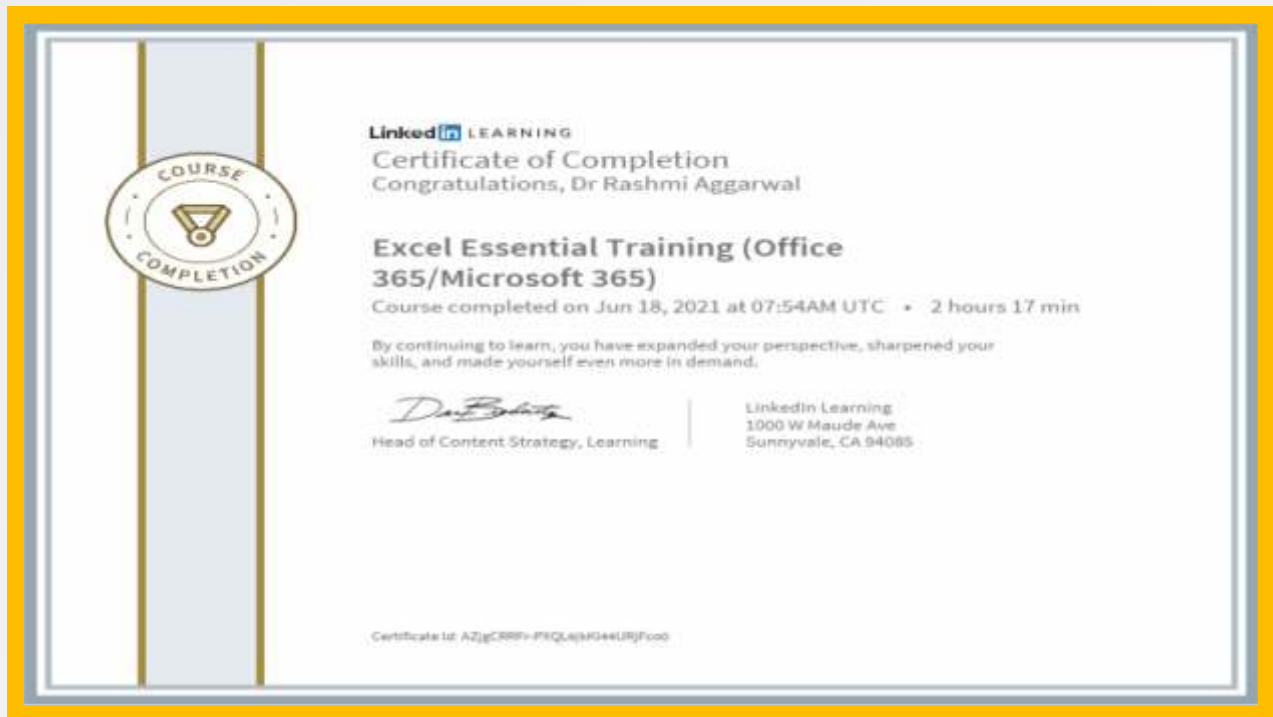 COURSE
COMPLETION
Linked in LEARNING
Certificate of Completion
Congratulations, Dr Rashmi Aggarwal
Excel Essential Training (Office
365/Microsoft 365)
Course completed on Jun 18, 2021 at 07:54AM UTC • 2 hours 17 min
By continuing to learn, you have expanded your perspective, sharpened your
skills, and made yourself even more in demand.
Head of Content Strategy, Learning
LinkedIn Learning
1000 W Maude Ave
Sunnyvale, CA 94085
Certificate Id: